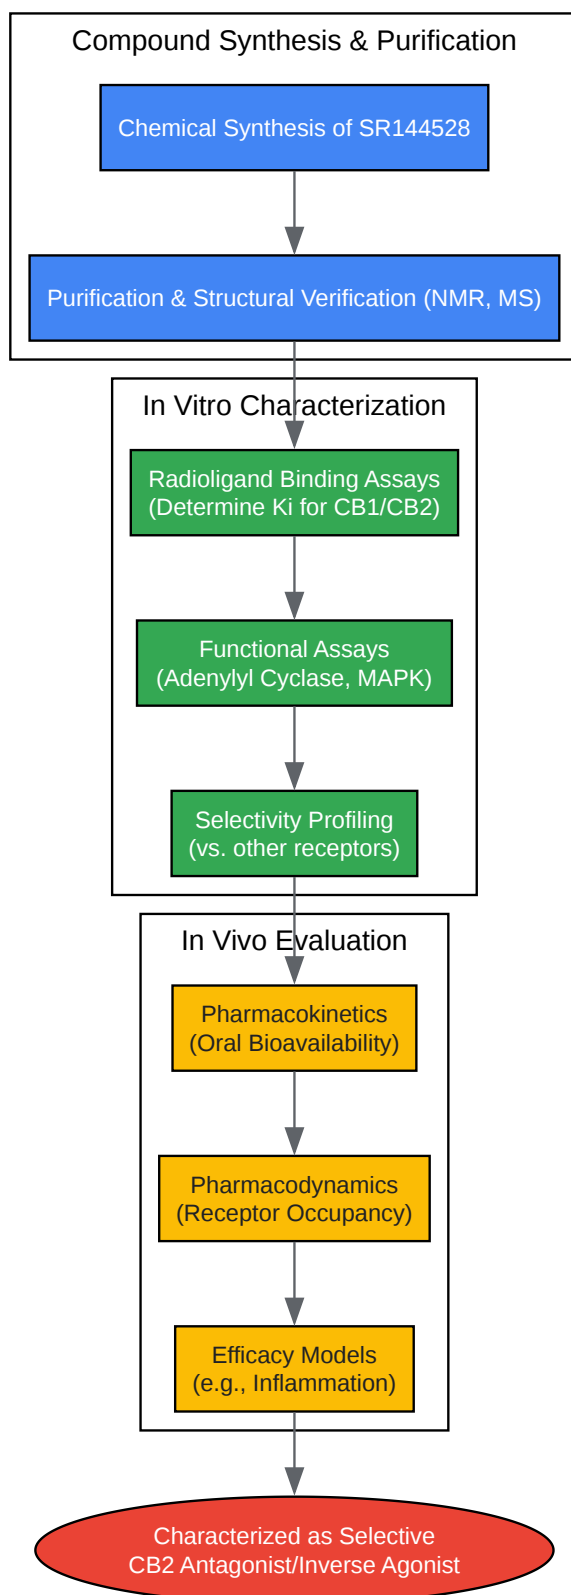 Compound Synthesis & Purification
Chemical Synthesis of SR144528
Purification & Structural Verification (NMR, MS)
In Vitro Characterization
Radioligand Binding Assays
(Determine Ki for CB1/CB2)
Functional Assays
(Adenylyl Cyclase, MAPK)
Selectivity Profiling
(vs. other receptors)
In Vivo Evaluation
Pharmacokinetics
(Oral Bioavailability)
Pharmacodynamics
(Receptor Occupancy)
Efficacy Models
(e.g., Inflammation)
Characterized as Selective
CB2 Antagonist/Inverse Agonist